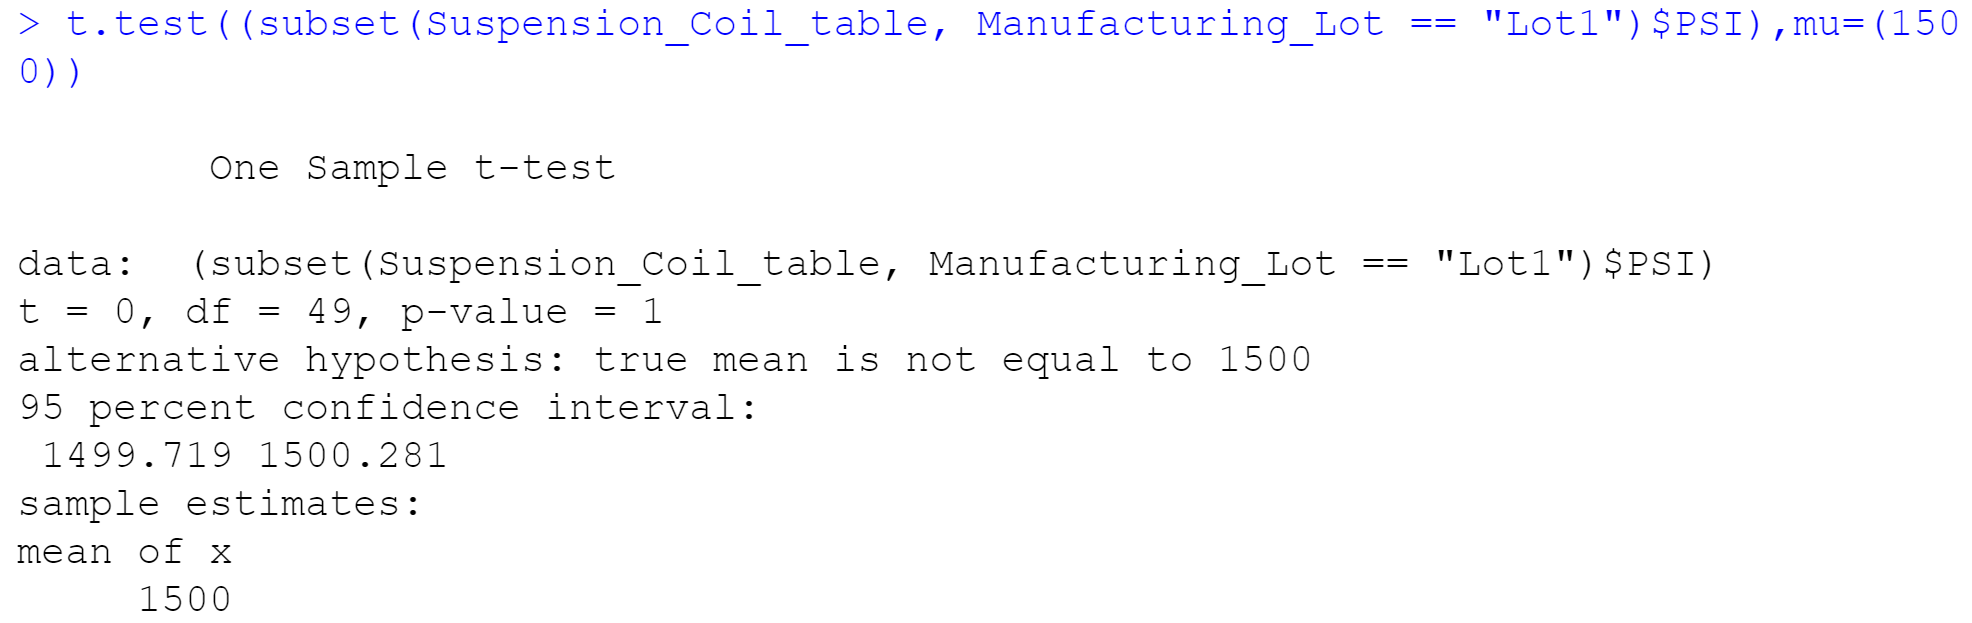 > t.test((subset(Suspension_Coil_table, Manufacturing_Lot == "Lot1")$PSI),mu=(150
0))
One Sample t-test
data:  (subset(Suspension_Coil_table, Manufacturing_Lot == "Lot1")$PSI)
t = 0, df = 49, p-value = 1
alternative hypothesis: true mean is not equal to 1500
95 percent confidence interval:
1499.719 1500.281
sample estimates:
mean of x
1500